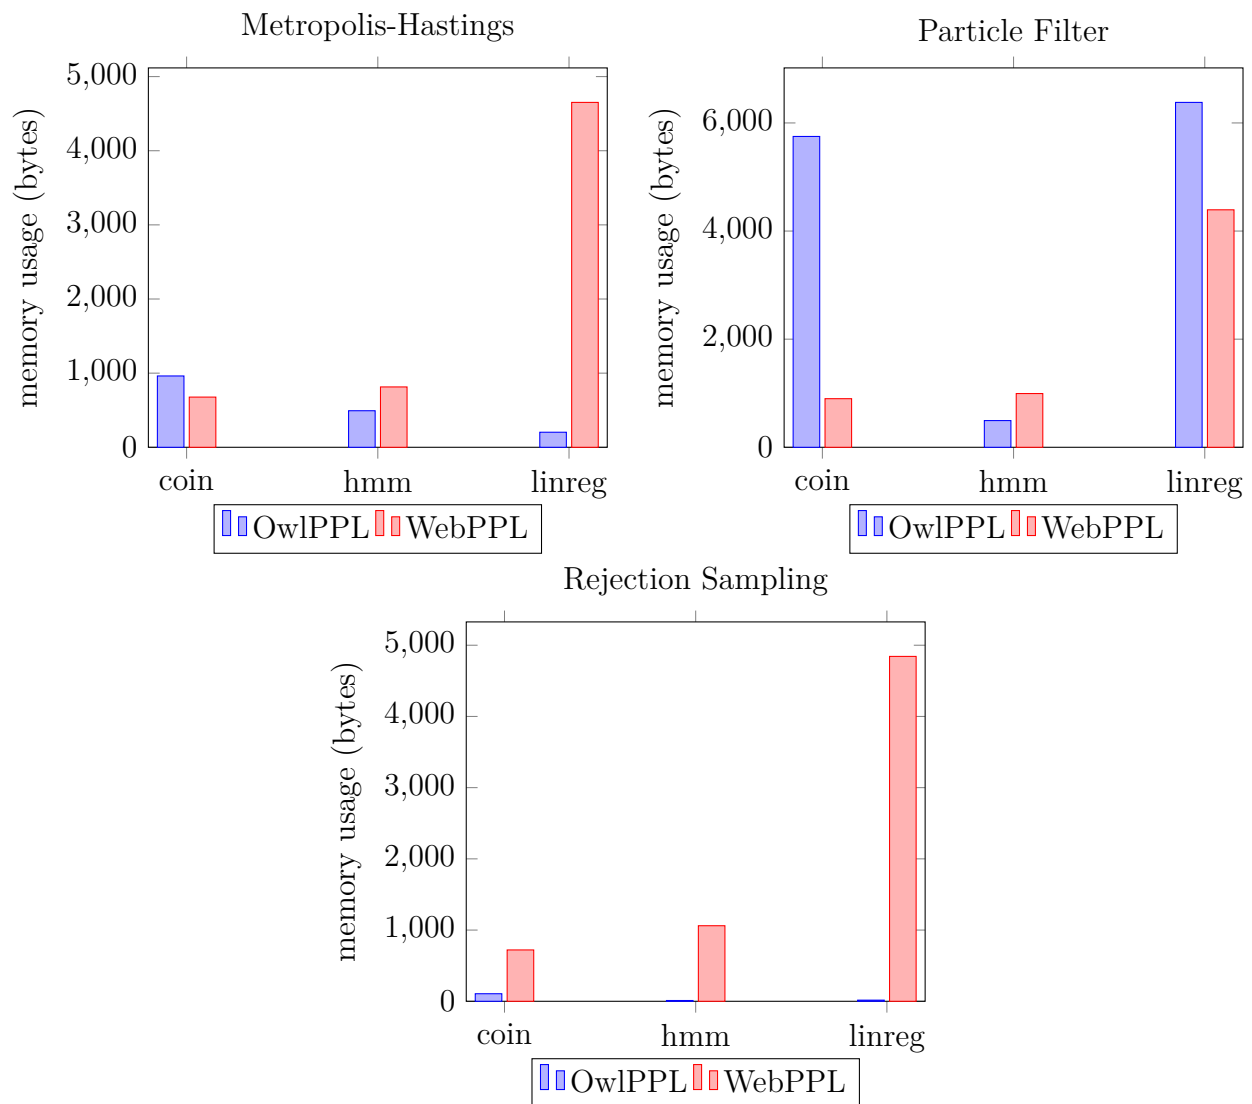 Metropolis-Hastings
memory usage (bytes)
5,000
4,000
3,000
2,000
1,000
0
coin hmm linreg
OwlPPL WebPPL
Particle Filter
memory usage (bytes)
6,000
4,000
2,000
0
coin hmm linreg
OwlPPL WebPPL
Rejection Sampling
memory usage (bytes)
5,000
4,000
3,000
2,000
1,000
0
coin hmm linreg
OwlPPL WebPPL